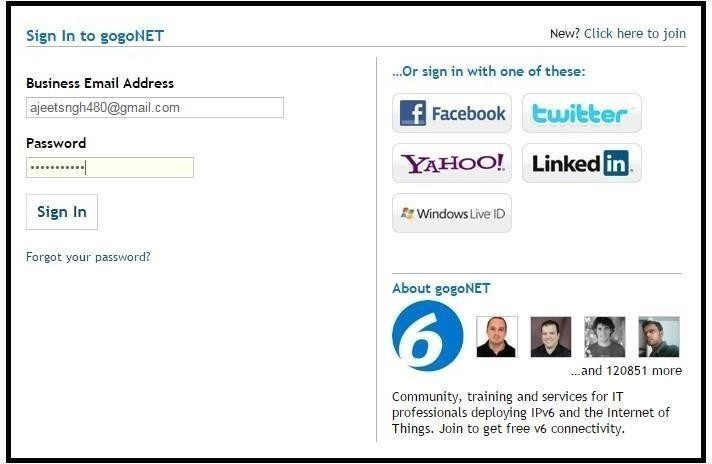 Sign In to gogoNET
New? Click here to join
Business Email Address
ajeetsngh480@gmail.com
Password
•••••••••••
Sign In
Forgot your password?
...Or sign in with one of these:
Facebook
twitter
YAHOO!
Linked in
Windows Live ID
About gogoNET
6
...and 120851 more
Community, training and services for IT
professionals deploying IPv6 and the Internet of
Things. Join to get free v6 connectivity.